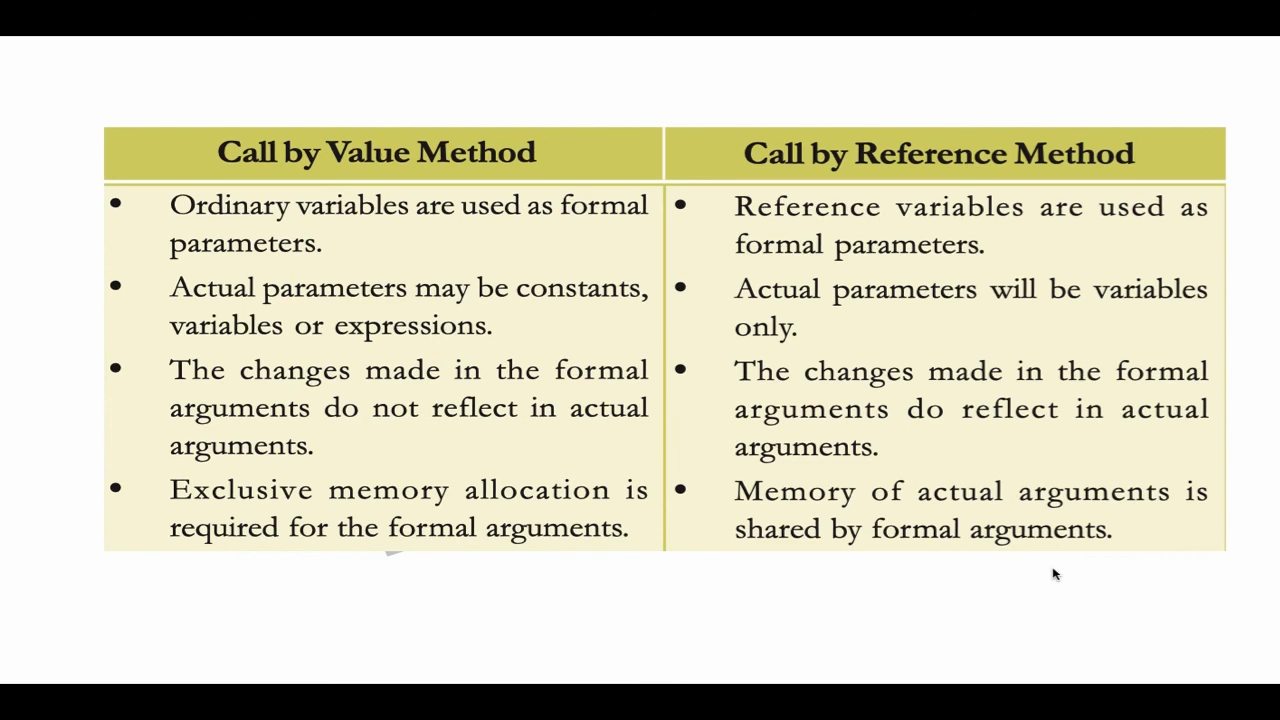 Call by Value Method
• Ordinary variables are used as formal
parameters.
• Actual parameters may be constants,
variables or expressions.
• The changes made in the formal
arguments do not reflect in actual
arguments.
• Exclusive memory allocation is
required for the formal arguments.
Call by Reference Method
• Reference variables are used as
formal parameters.
• Actual parameters will be variables
only.
• The changes made in the formal
arguments do reflect in actual
arguments.
• Memory of actual arguments is
shared by formal arguments.